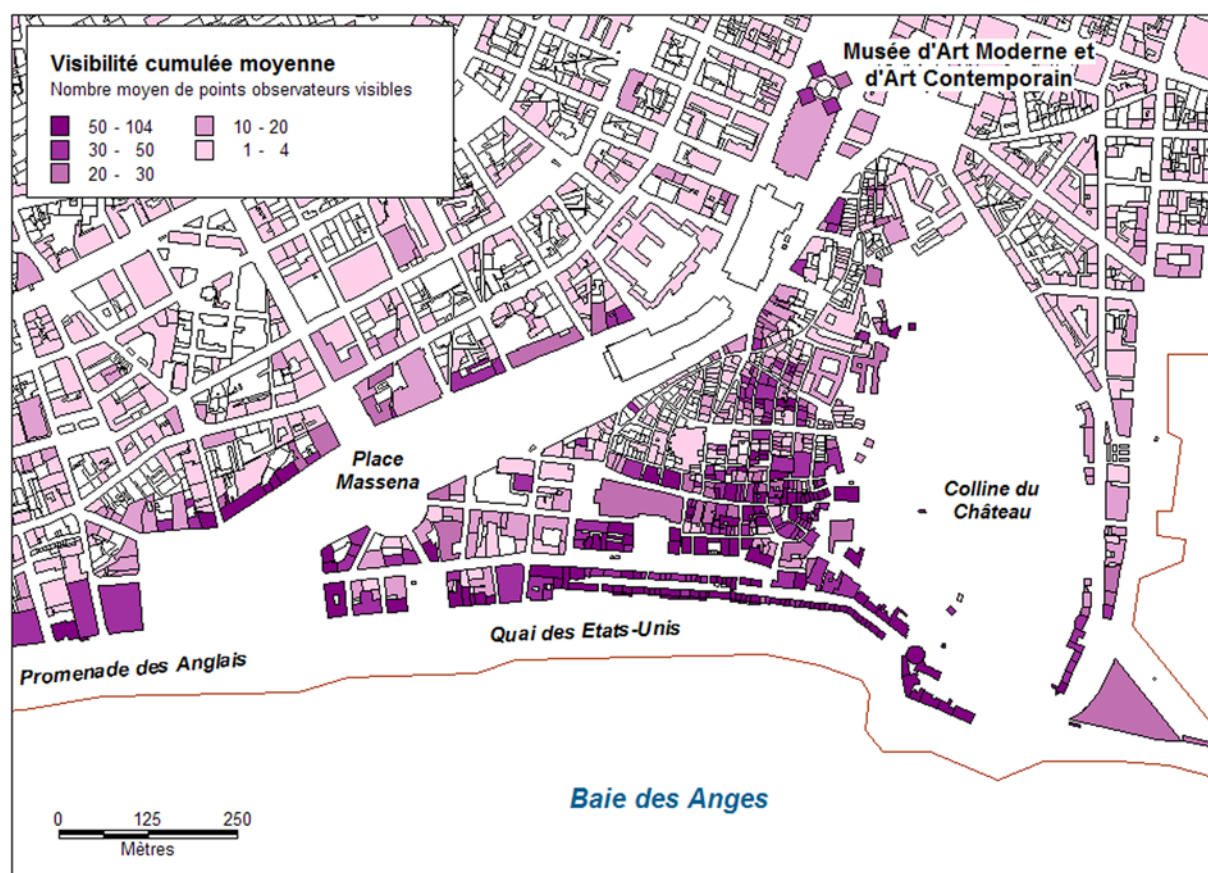 Visibilité cumulée moyenne
Nombre moyen de points observateurs visibles
50 - 104
30 - 50
20 - 30
10 - 20
1 - 4
Musée d'Art Moderne et
d'Art Contemporain
Place
Massena
Colline du
Château
Quai des Etats-Unis
Promenade des Anglais
Baie des Anges
0 125 250
Mètres